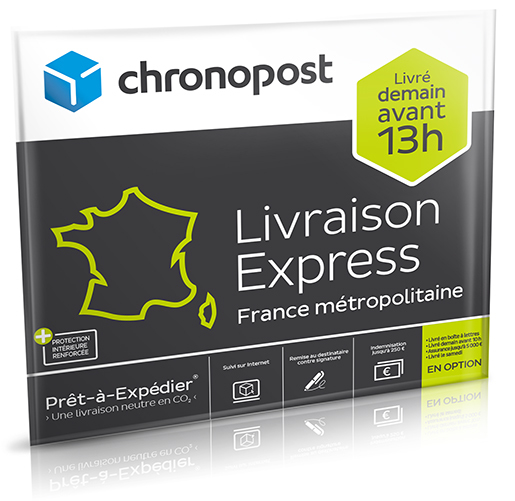 chronopost
Livré
demain
avant
13h
Livraison
Express
France métropolitaine
PROTECTION
INTÉRIEURE
RENFORCÉE
Prêt-à-Expédier®
› Une livraison neutre en CO₂ ‹
Suivi sur Internet
Remise au destinataire
contre signature
Indemnisation
jusqu'à 250 €
• Livré en boîte à lettres
• Livré demain avant 10h
• Assurance jusqu'à 5 000 €
• Livré le samedi
EN OPTION